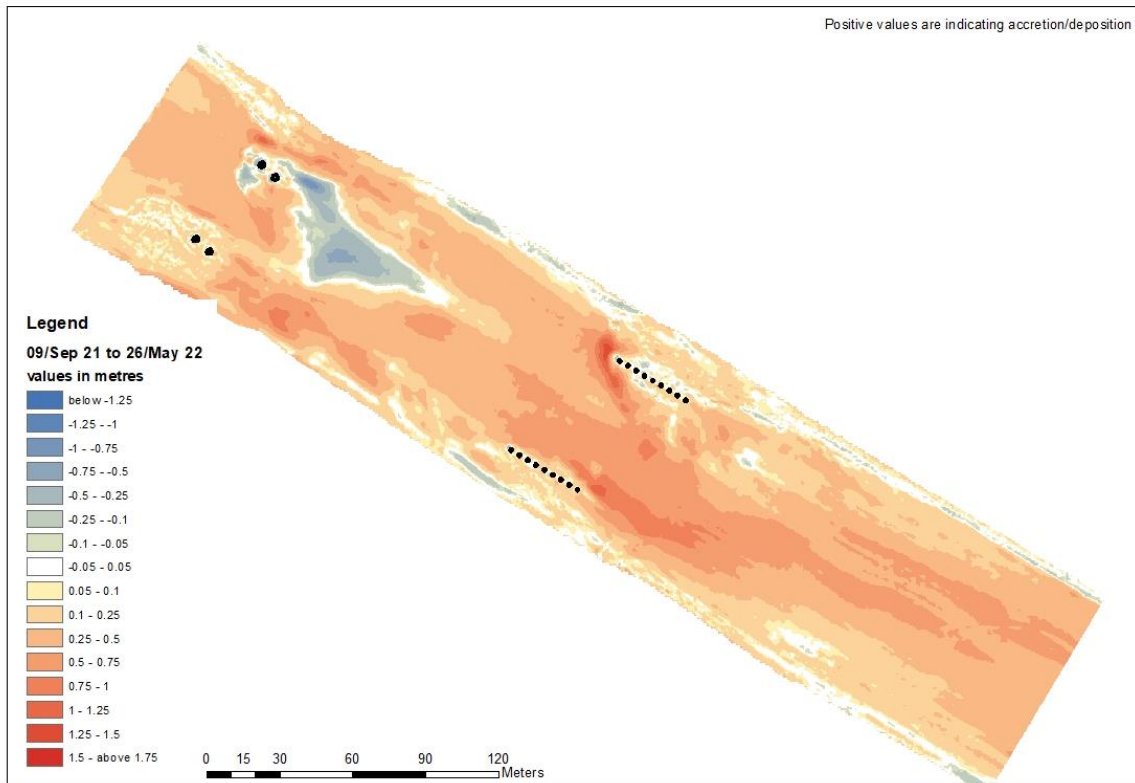 Positive values are indicating accretion/deposition
Legend
09/Sep 21 to 26/May 22
values in metres
below -1.25
-1.25 - -1
-1 - -0.75
-0.75 - -0.5
-0.5 - -0.25
-0.25 - -0.1
-0.1 - -0.05
-0.05 - 0.05
0.05 - 0.1
0.1 - 0.25
0.25 - 0.5
0.5 - 0.75
0.75 - 1
1 - 1.25
1.25 - 1.5
1.5 - above 1.75
0 15 30 60 90 120
Meters